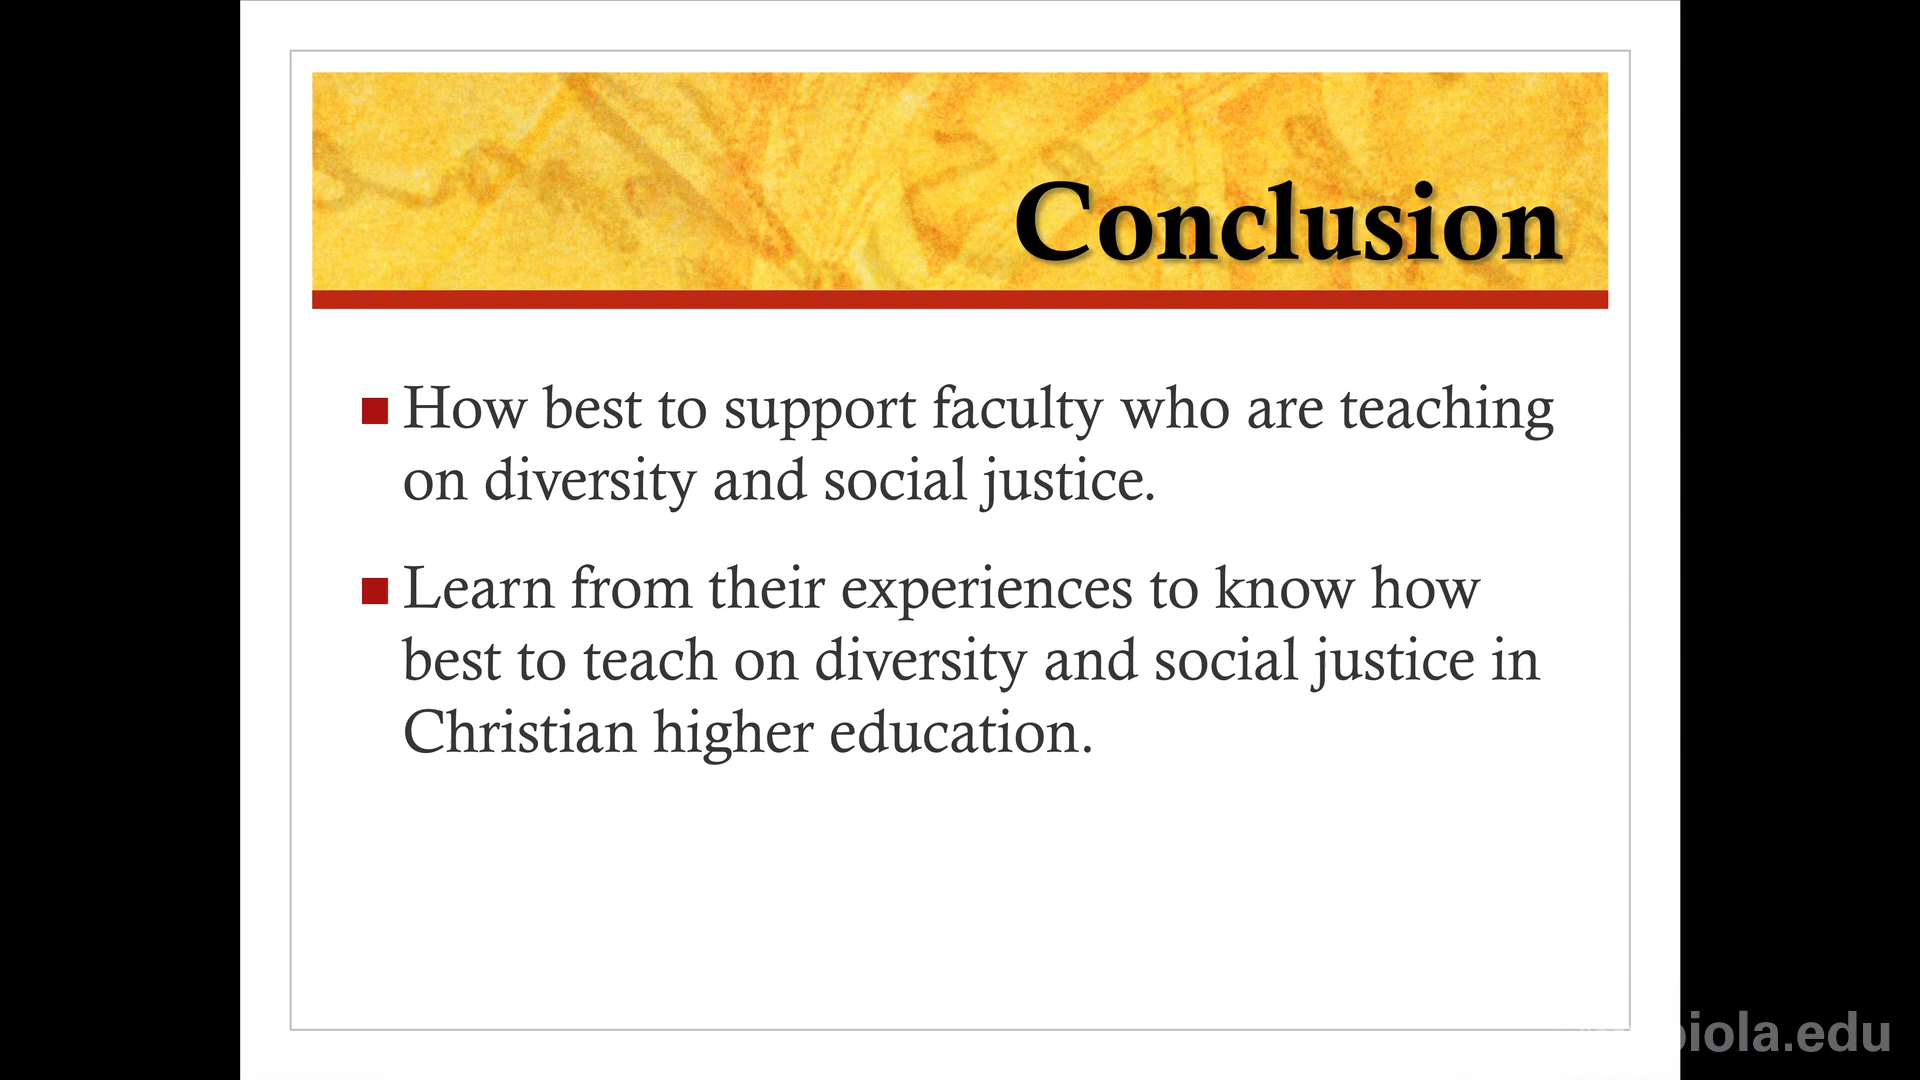 Conclusion
How best to support faculty who are teaching
on diversity and social justice.
Learn from their experiences to know how
best to teach on diversity and social justice in
Christian higher education.
biola.edu